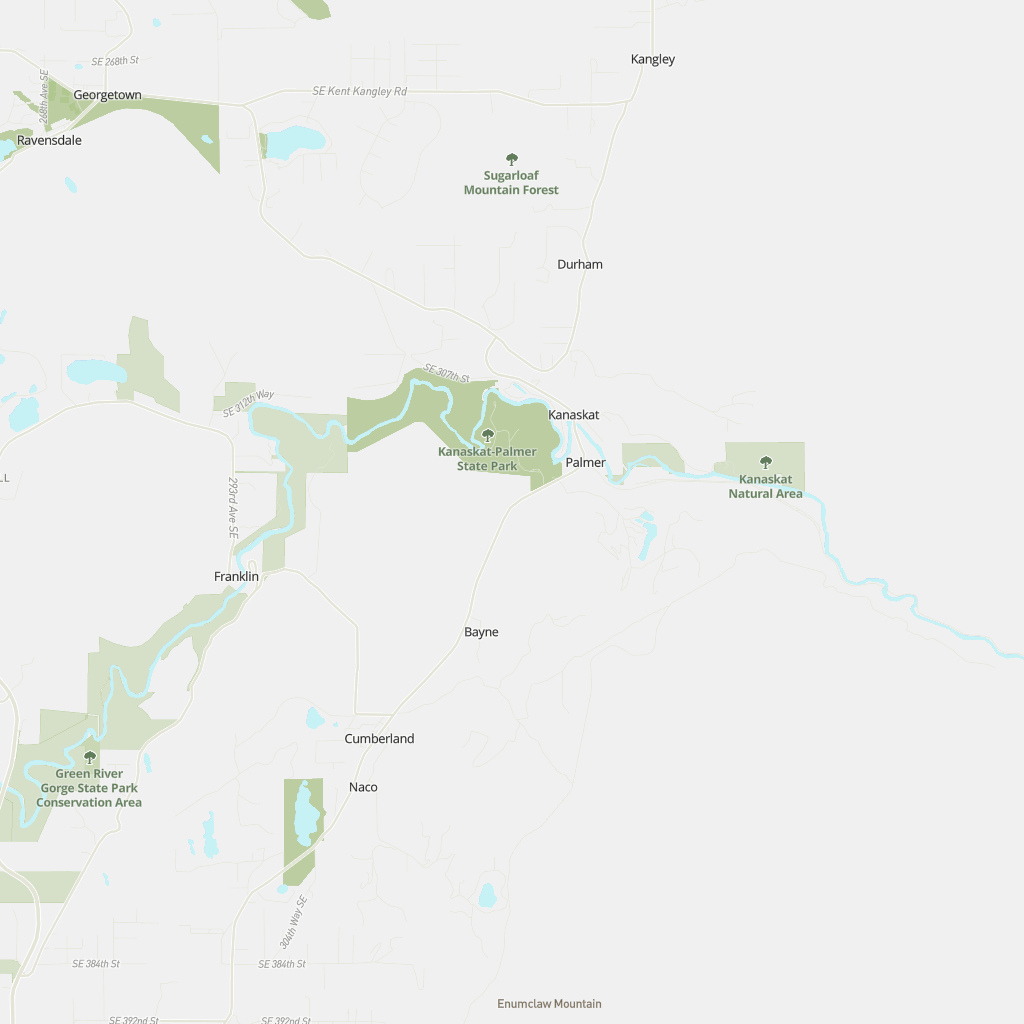 Kangley
SE 268th St
268th Ave SE
Georgetown
SE Kent Kangley Rd
Ravensdale
Sugarloaf
Mountain Forest
Durham
SE 307th St
SE 312th Way
Kanaskat
Kanaskat-Palmer
State Park
Palmer
Kanaskat
Natural Area
LL
293rd Ave SE
Franklin
Bayne
Cumberland
Green River
Gorge State Park
Conservation Area
Naco
304th Way SE
SE 384th St
SE 384th St
Enumclaw Mountain
SE 392nd St
SE 392nd St